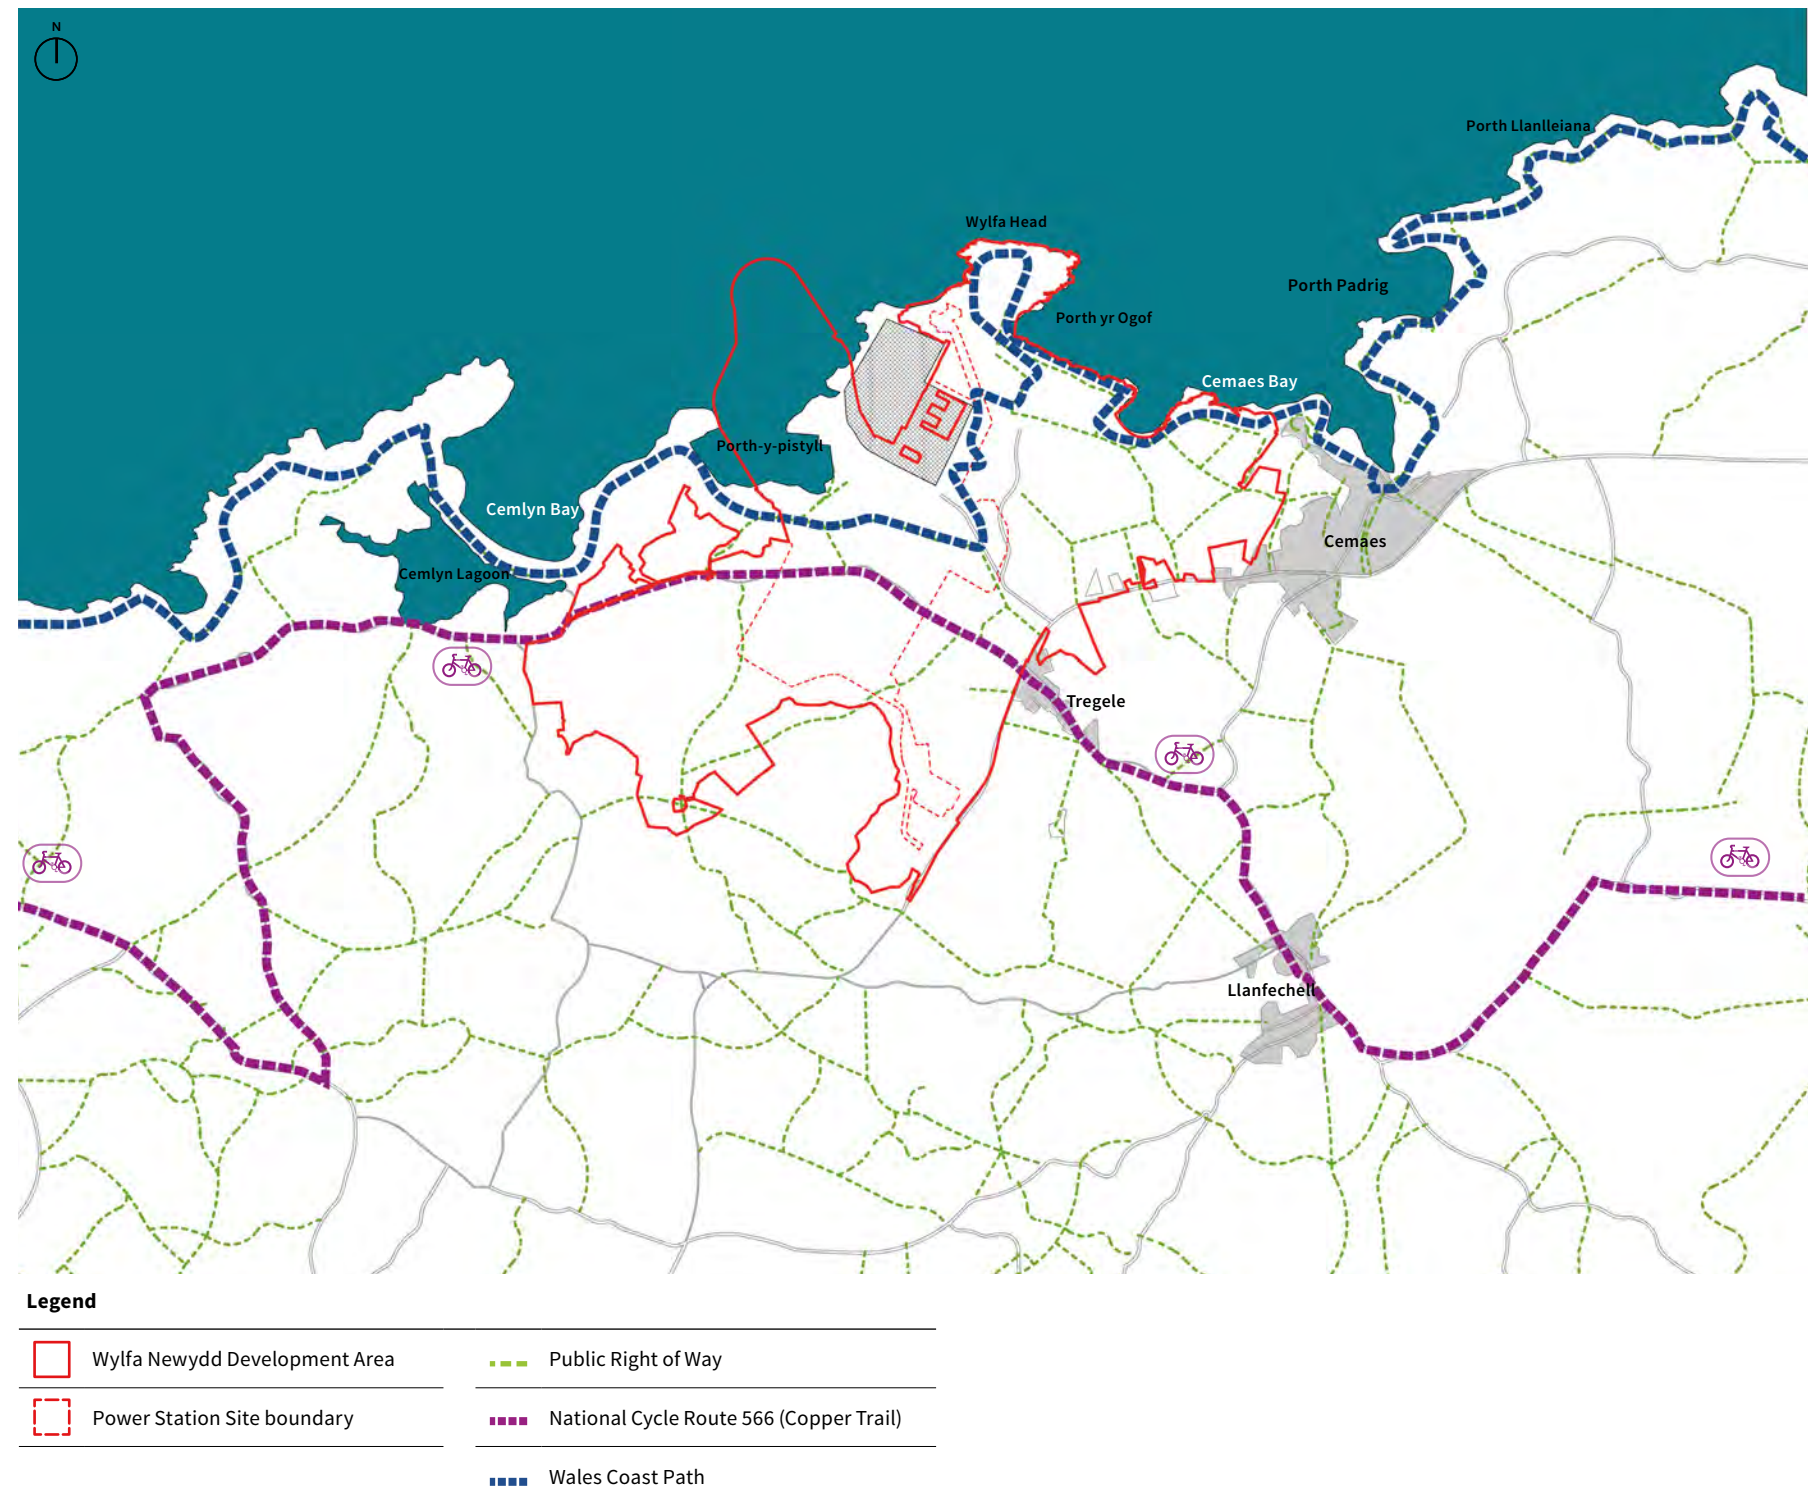 N
Porth Llanlleiana
Wylfa Head
Porth Padrig
Porth yr Ogof
Cemaes Bay
Porth-y-pistyll
Cemlyn Bay
Cemaes
Cemlyn Lagoon
Tregele
Llanfechell
Legend
Wylfa Newydd Development Area
Public Right of Way
Power Station Site boundary
National Cycle Route 566 (Copper Trail)
Wales Coast Path